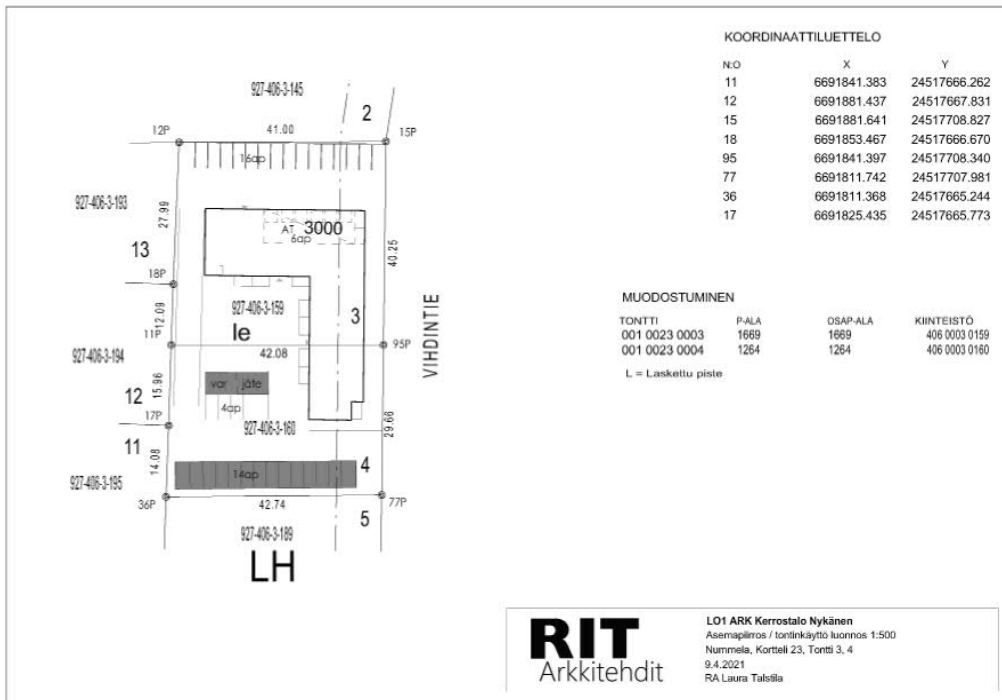 927-406-3-145
2
12P
41.00
15P
16ap
927-406-3-193
27.99
AT 3000
6ap
40.25
13
18P
927-406-3-159
3
12.09
le
11P
42.08
95P
VIHDINTIE
927-406-3-194
15.96
var jäte
12
4ap
17P
927-406-3-160
29.66
11
14.08
4
927-406-3-195
14ap
36P
42.74
77P
5
927-406-3-189
LH
KOORDINAATTILUETTELO
N:O X Y
11 6691841.383 24517666.262
12 6691881.437 24517667.831
15 6691881.641 24517708.827
18 6691853.467 24517666.670
95 6691841.397 24517708.340
77 6691811.742 24517707.981
36 6691811.368 24517665.244
17 6691825.435 24517665.773
MUODOSTUMINEN
TONTTI P-ALA OSAP-ALA KIINTEISTÖ
001 0023 0003 1669 1669 406 0003 0159
001 0023 0004 1264 1264 406 0003 0160
L = Laskettu piste
RIT
Arkkitehdit
LO1 ARK Kerrostalo Nykänen
Asemapiirros / tontinkäyttö luonnos 1:500
Nummela, Kortteli 23, Tontti 3, 4
9.4.2021
RA Laura Talstila